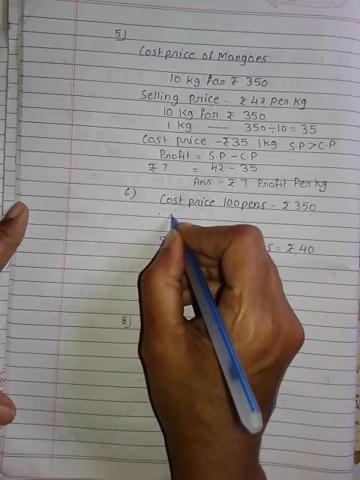 5)
Cost price of Mangoes
10 kg for ₹ 350
Selling price - ₹ 42 Per kg
10 kg for ₹ 350
1 kg — 350÷10 = 35
Cost price - ₹35 1kg S.P > C.P
Profit = S.P - C.P
₹ 7 = 42 - 35
Ans - ₹ 7 Profit Per kg
6) Cost price 100pens - ₹ 350
= ₹ 40
8)